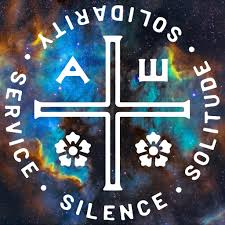 SOLIDARITY · SOLITUDE · SILENCE · SERVICE ·
A W